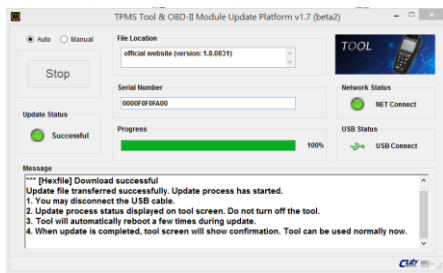 TPMS Tool & OBD-II Module Update Platform v1.7 (beta2)
Auto Manual
Stop
File Location
official website (version: 1.8.0831)
TOOL
Serial Number
0000F0F0FA00
Network Status
NET Connect
Update Status
Successful
Progress
100%
USB Status
USB Connect
Message
*** [Hexfile] Download successful
Update file transferred successfully. Update process has started.
1. You may disconnect the USB cable.
2. Update process status displayed on tool screen. Do not turn off the tool.
3. Tool will automatically reboot a few times during update.
4. When update is completed, tool screen will show confirmation. Tool can be used normally now.
Cub